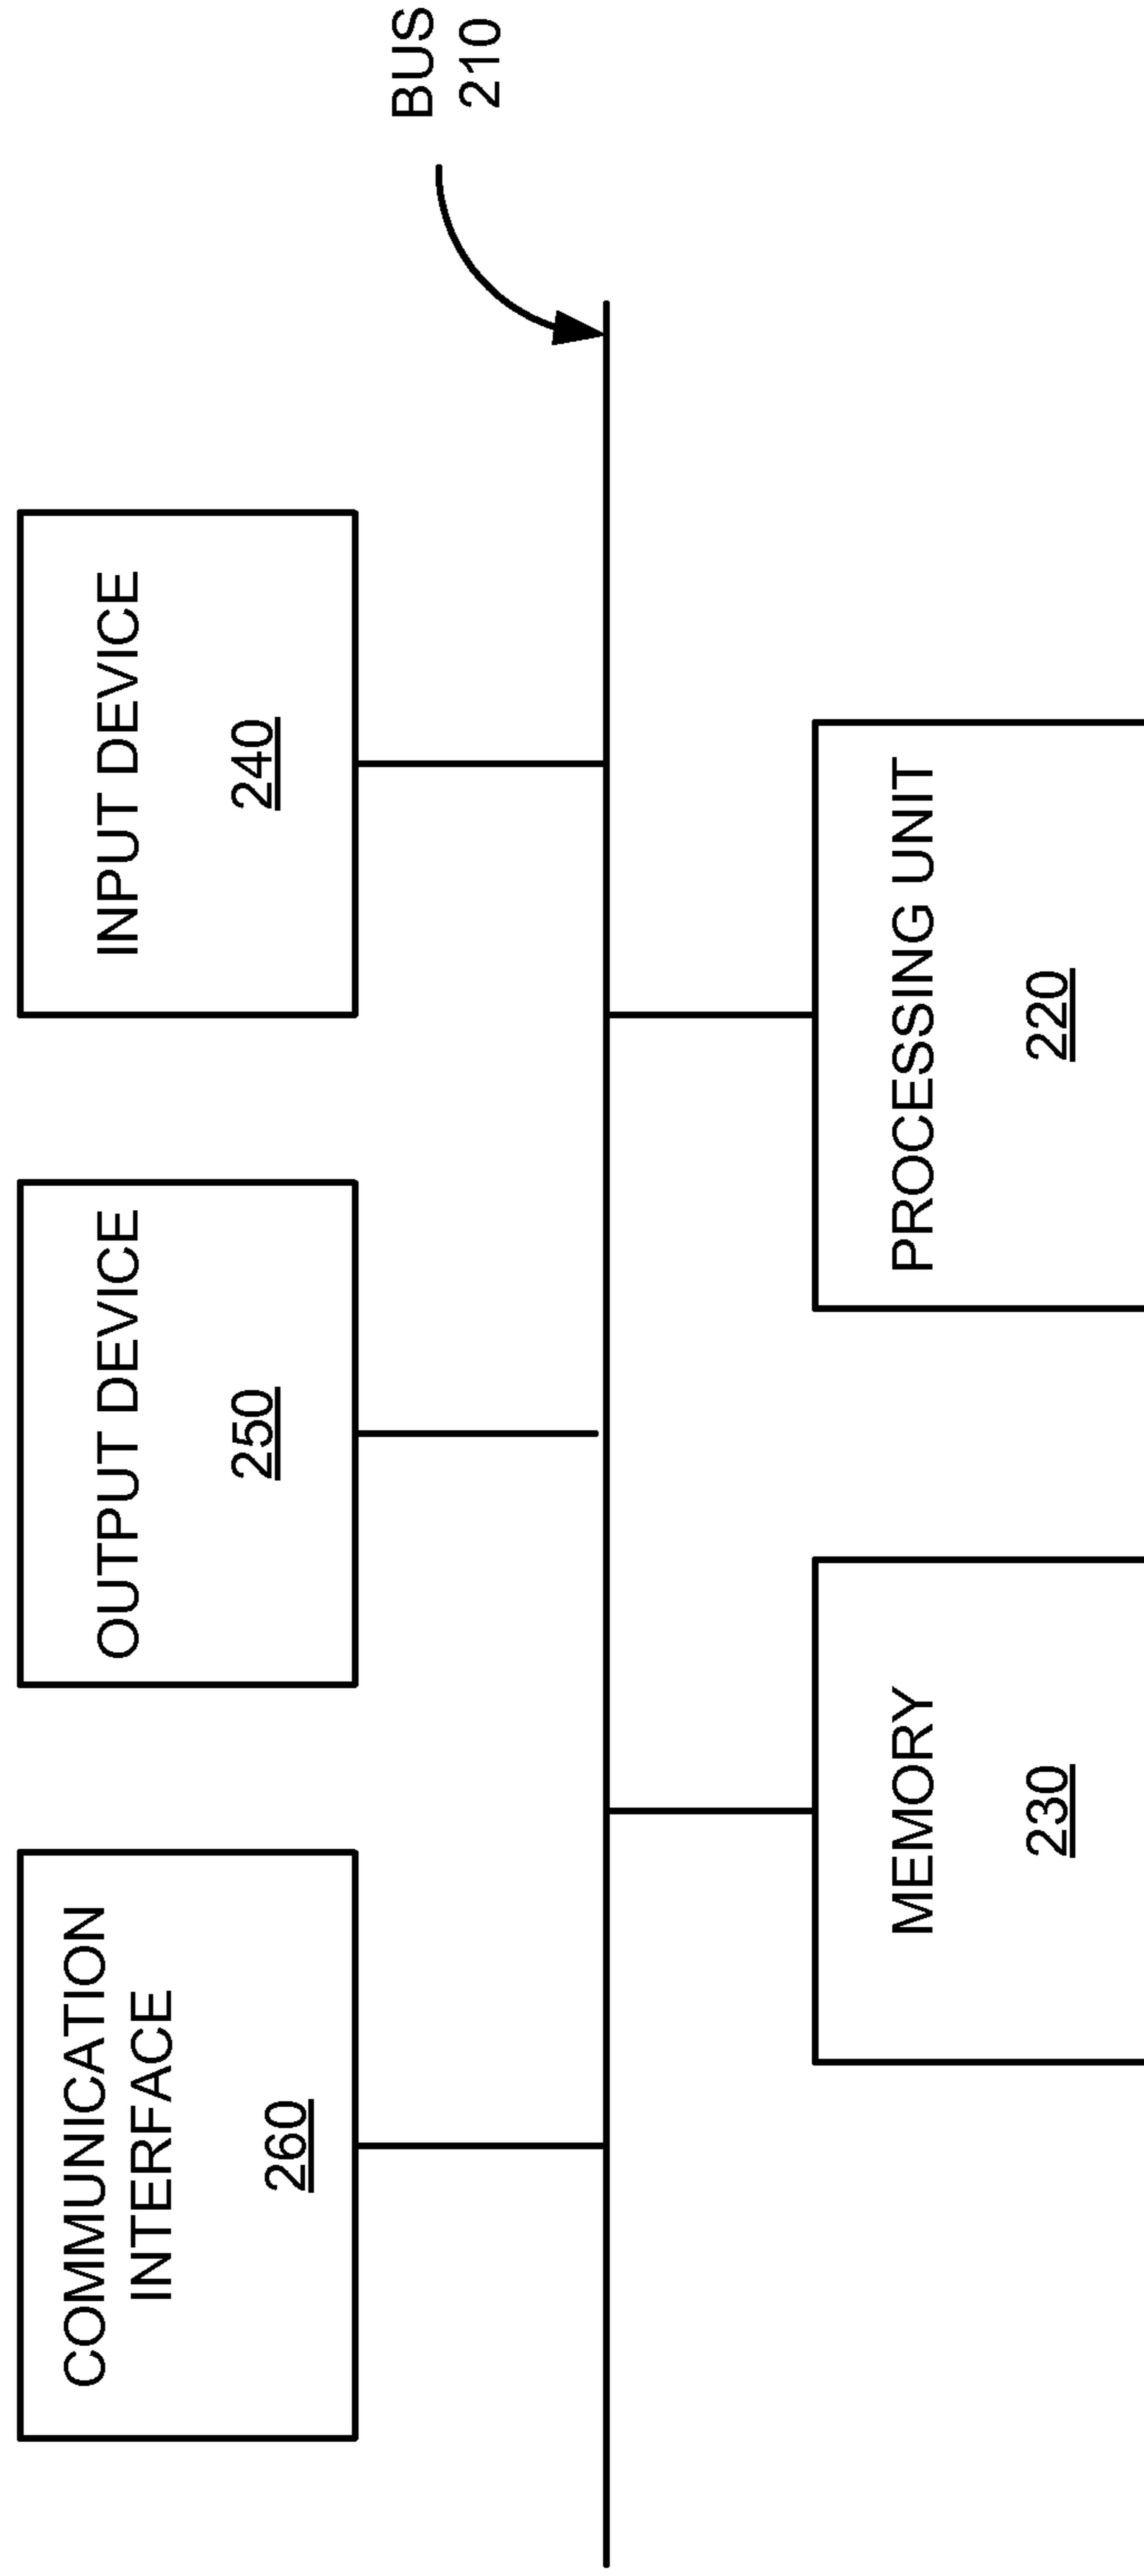 COMMUNICATION
INTERFACE
260
OUTPUT DEVICE
250
INPUT DEVICE
240
BUS
210
MEMORY
230
PROCESSING UNIT
220